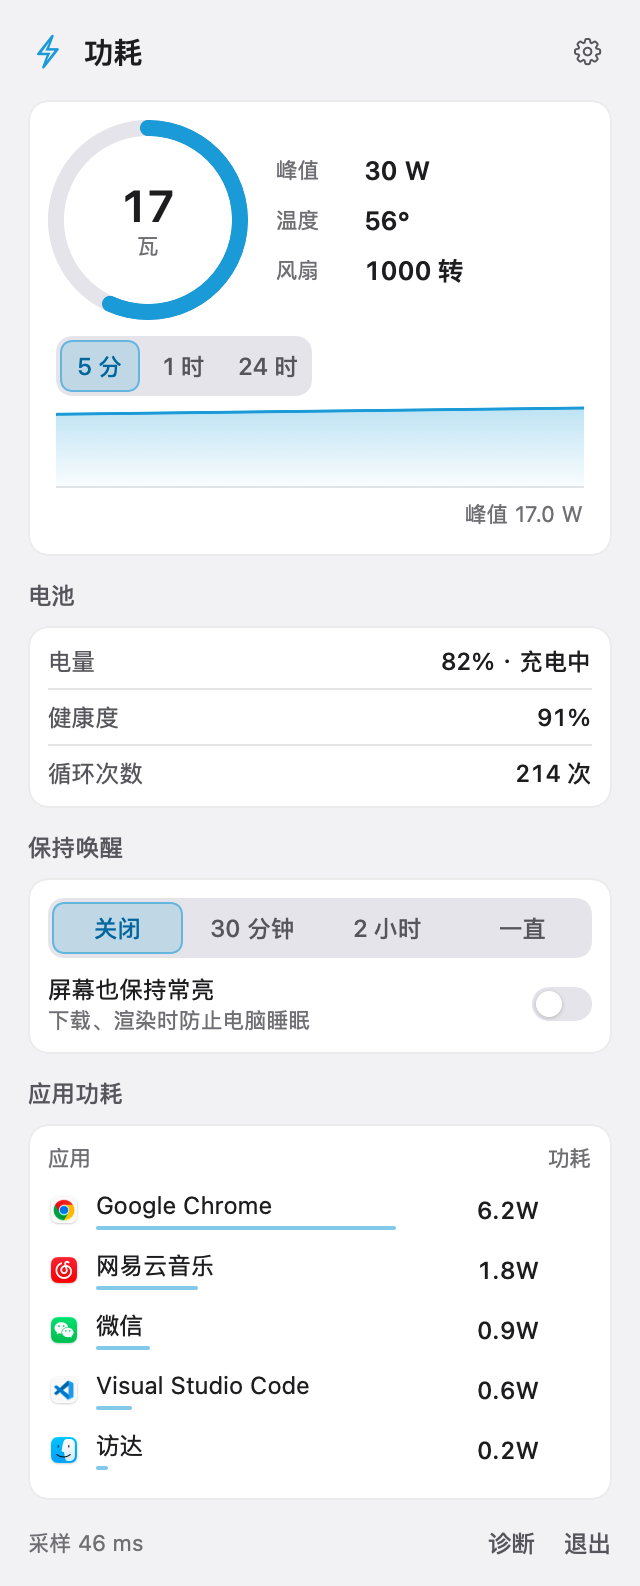 功耗
17
瓦
峰值 30 W
温度 56°
风扇 1000 转
5 分 1 时 24 时
峰值 17.0 W
电池
电量 82% · 充电中
健康度 91%
循环次数 214 次
保持唤醒
关闭 30 分钟 2 小时 一直
屏幕也保持常亮
下载、渲染时防止电脑睡眠
应用功耗
应用 功耗
Google Chrome 6.2W
网易云音乐 1.8W
微信 0.9W
Visual Studio Code 0.6W
访达 0.2W
采样 46 ms 诊断 退出